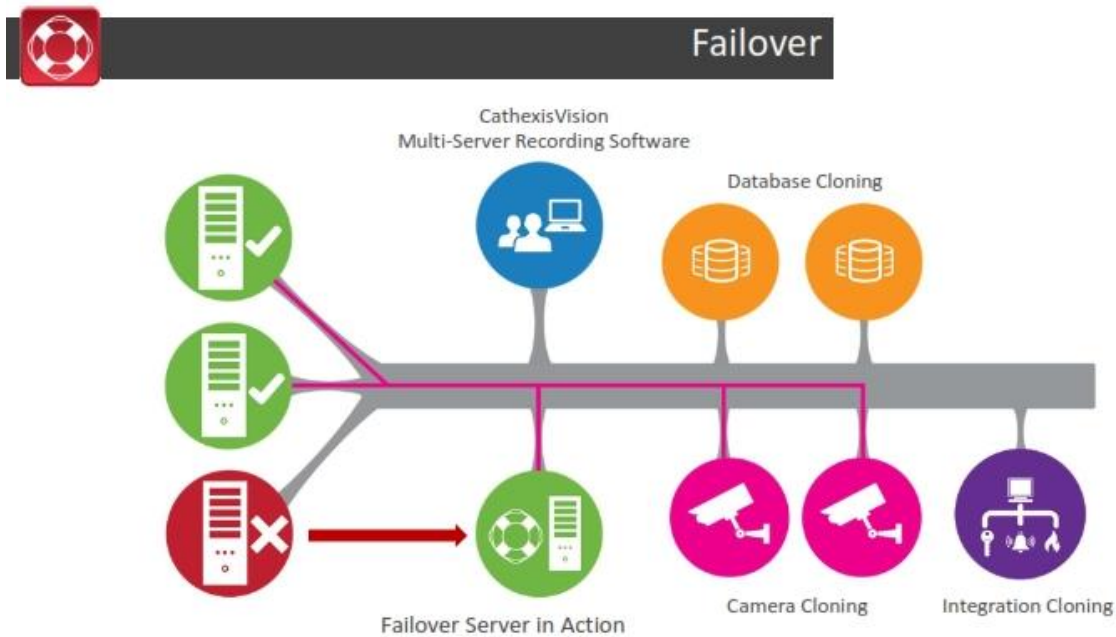 Failover
CathexisVision
Multi-Server Recording Software
Database Cloning
Failover Server in Action
Camera Cloning
Integration Cloning